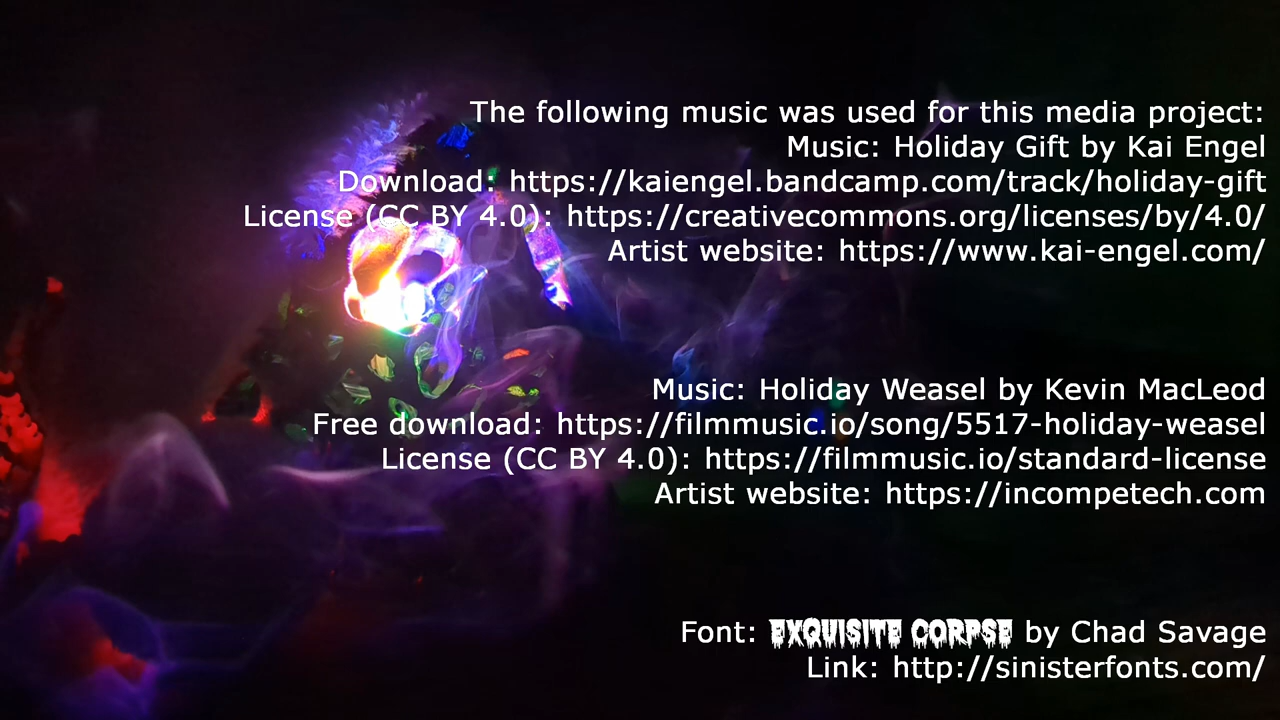 The following music was used for this media project:
Music: Holiday Gift by Kai Engel
Download: https://kaiengel.bandcamp.com/track/holiday-gift
License (CC BY 4.0): https://creativecommons.org/licenses/by/4.0/
Artist website: https://www.kai-engel.com/
Music: Holiday Weasel by Kevin MacLeod
Free download: https://filmmusic.io/song/5517-holiday-weasel
License (CC BY 4.0): https://filmmusic.io/standard-license
Artist website: https://incompetech.com
Font: EXQUISITE CORPSE by Chad Savage
Link: http://sinisterfonts.com/